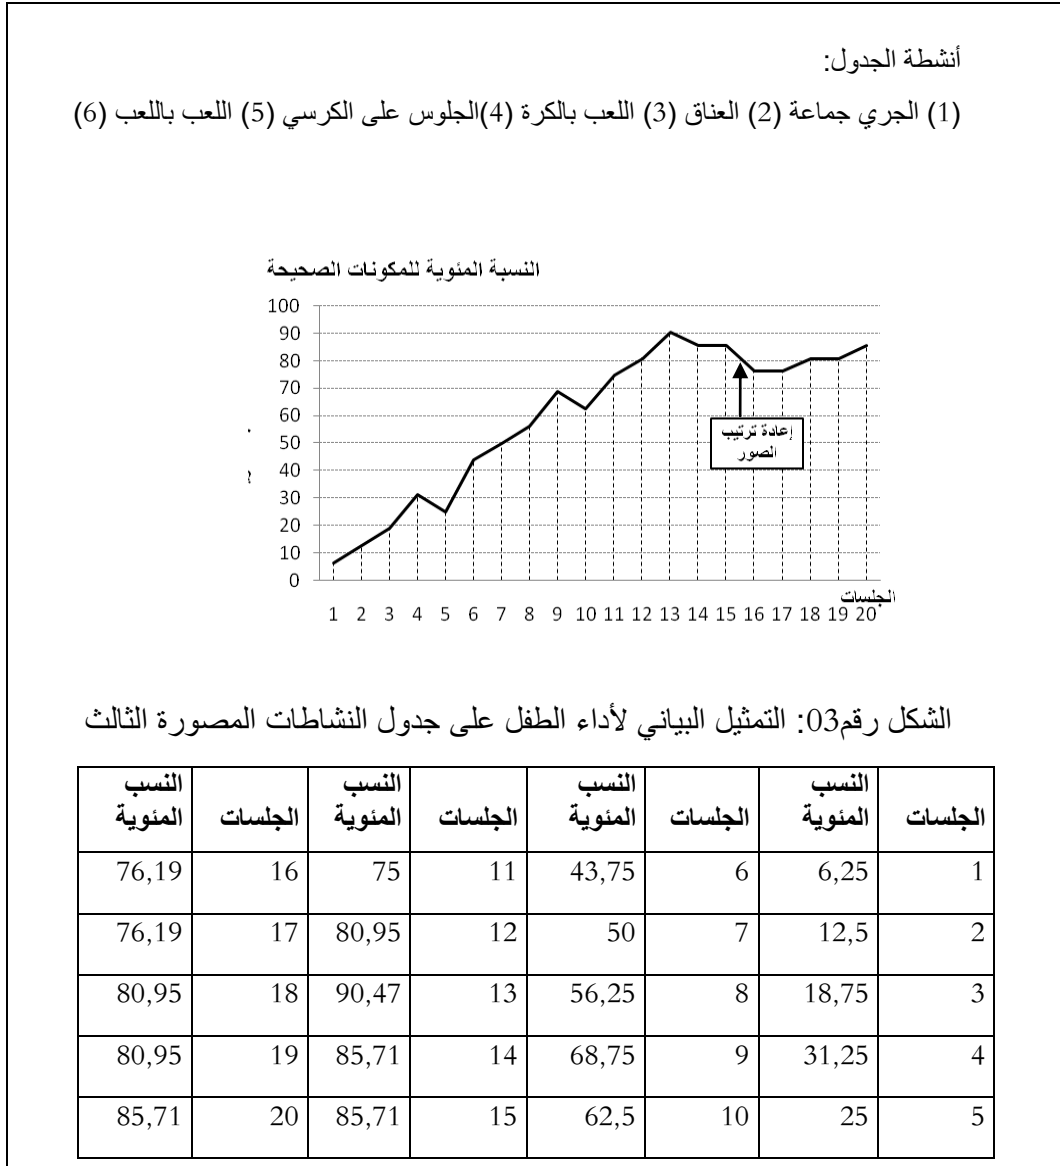 أنشطة الجدول:
(1) الجري جماعة (2) العناق (3) اللعب بالكرة (4)الجلوس على الكرسي (5) اللعب باللعب (6)
النسبة المئوية للمكونات الصحيحة
100
90
80
70
60
50
40
30
20
10
0
إعادة ترتيب
الصور
الجلسات
1 2 3 4 5 6 7 8 9 10 11 12 13 14 15 16 17 18 19 20
الشكل رقم03: التمثيل البياني لأداء الطفل على جدول النشاطات المصورة الثالث
الجلسات النسب المئوية الجلسات النسب المئوية الجلسات النسب المئوية الجلسات النسب المئوية
1 6,25 6 43,75 11 75 16 76,19
2 12,5 7 50 12 80,95 17 76,19
3 18,75 8 56,25 13 90,47 18 80,95
4 31,25 9 68,75 14 85,71 19 80,95
5 25 10 62,5 15 85,71 20 85,71